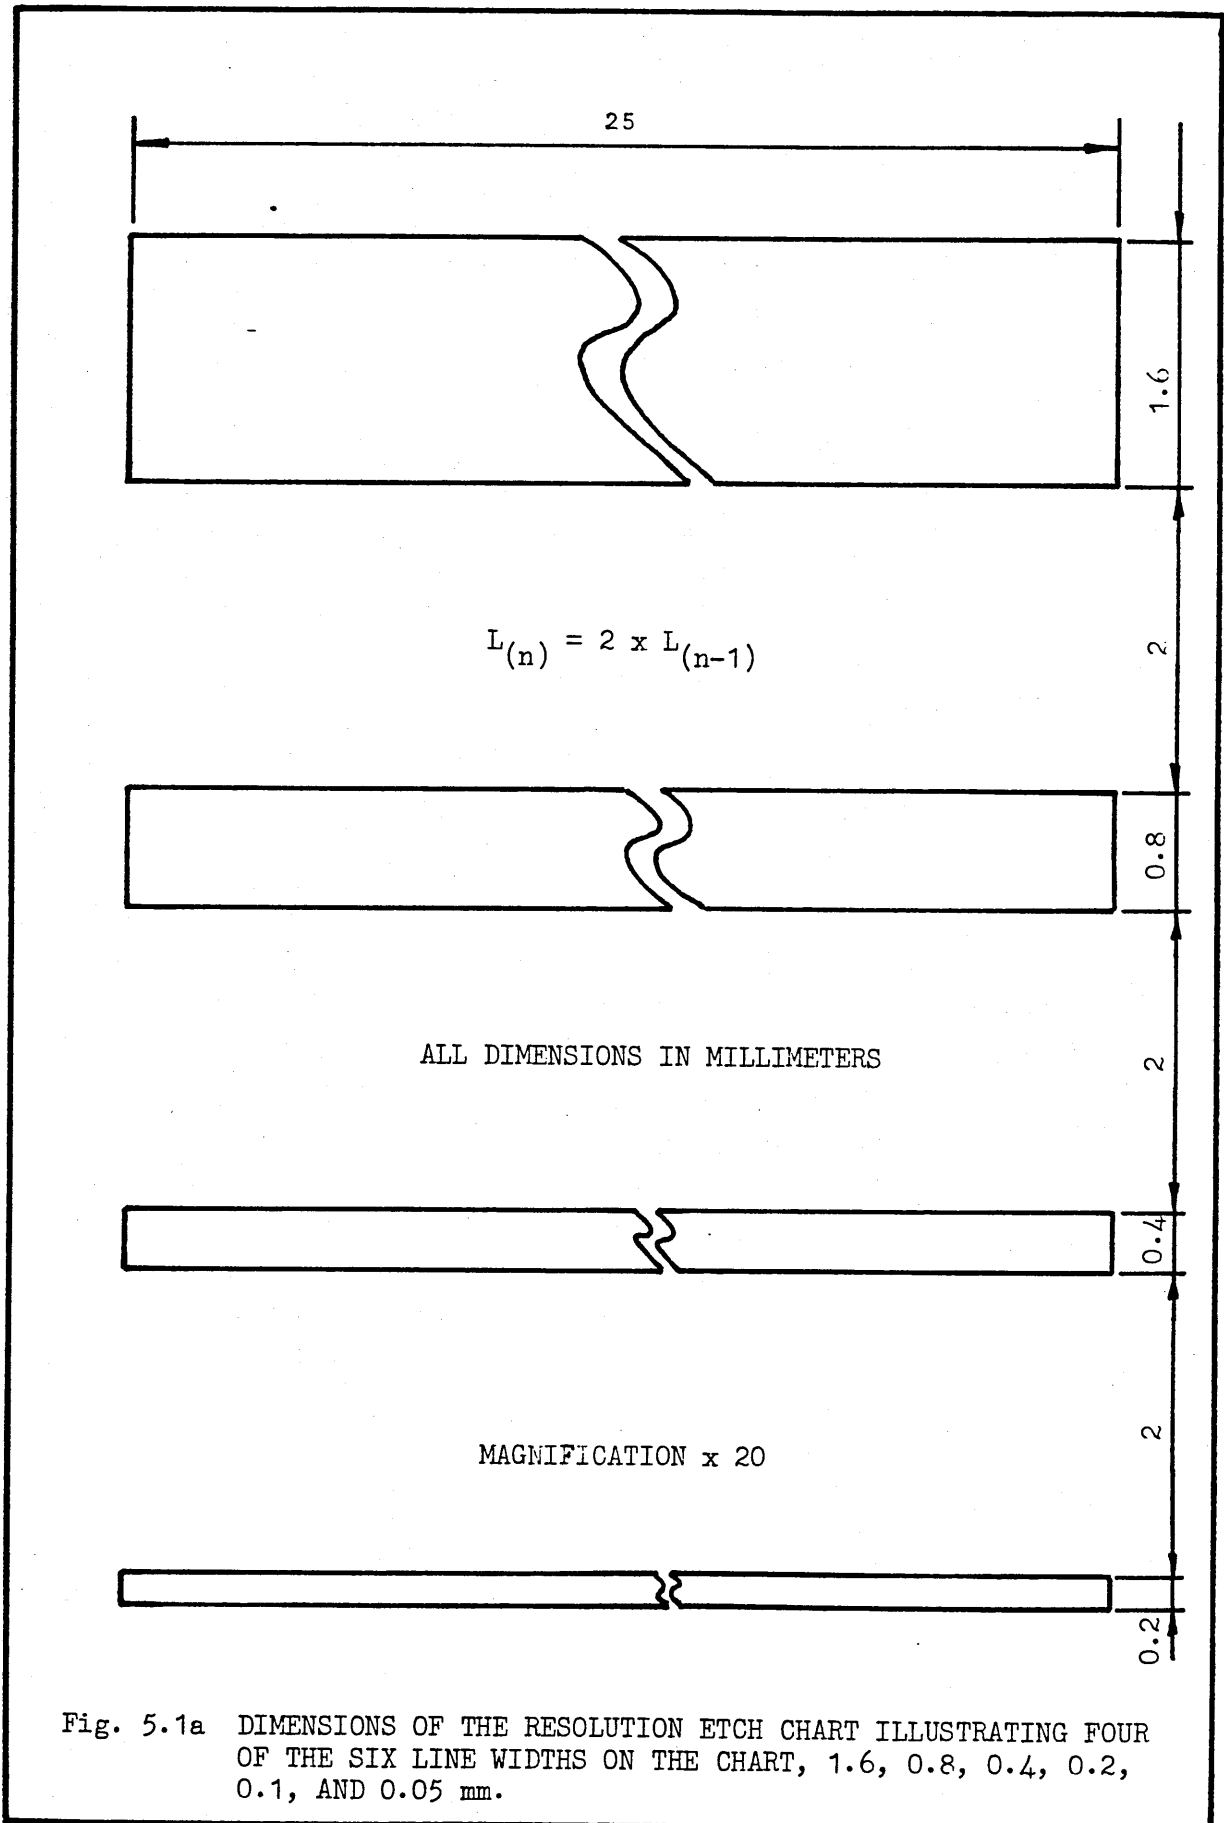 25
1.6
L(n) = 2 x L(n-1)
2
0.8
ALL DIMENSIONS IN MILLIMETERS
2
0.4
MAGNIFICATION x 20
2
0.2
Fig. 5.1a DIMENSIONS OF THE RESOLUTION ETCH CHART ILLUSTRATING FOUR
OF THE SIX LINE WIDTHS ON THE CHART, 1.6, 0.8, 0.4, 0.2,
0.1, AND 0.05 mm.